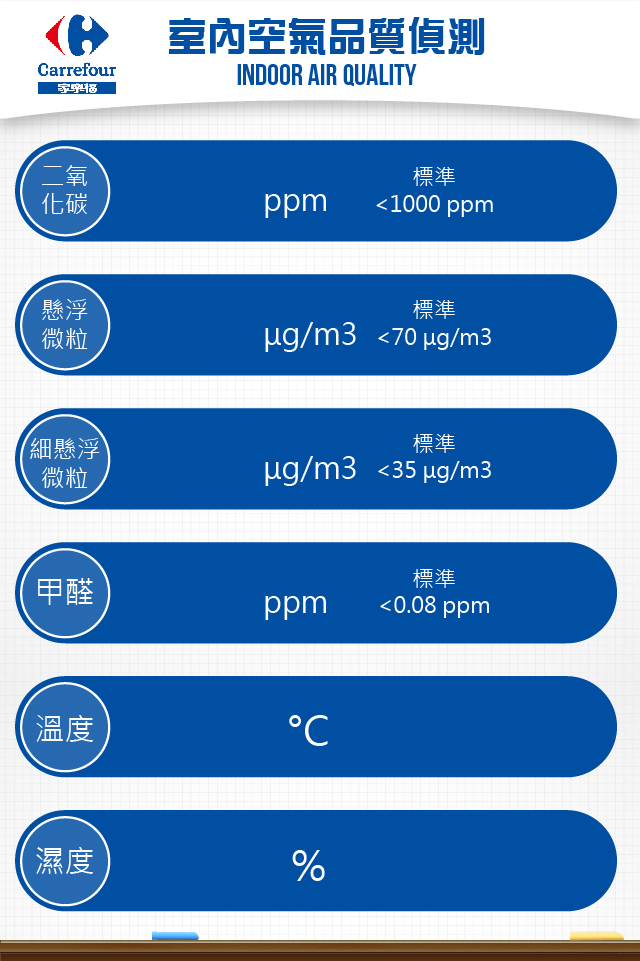 Carrefour
家樂福
室內空氣品質偵測
INDOOR AIR QUALITY
二氧
化碳
ppm
標準
<1000 ppm
懸浮
微粒
μg/m3
標準
<70 μg/m3
細懸浮
微粒
μg/m3
標準
<35 μg/m3
甲醛
ppm
標準
<0.08 ppm
溫度
°C
濕度
%